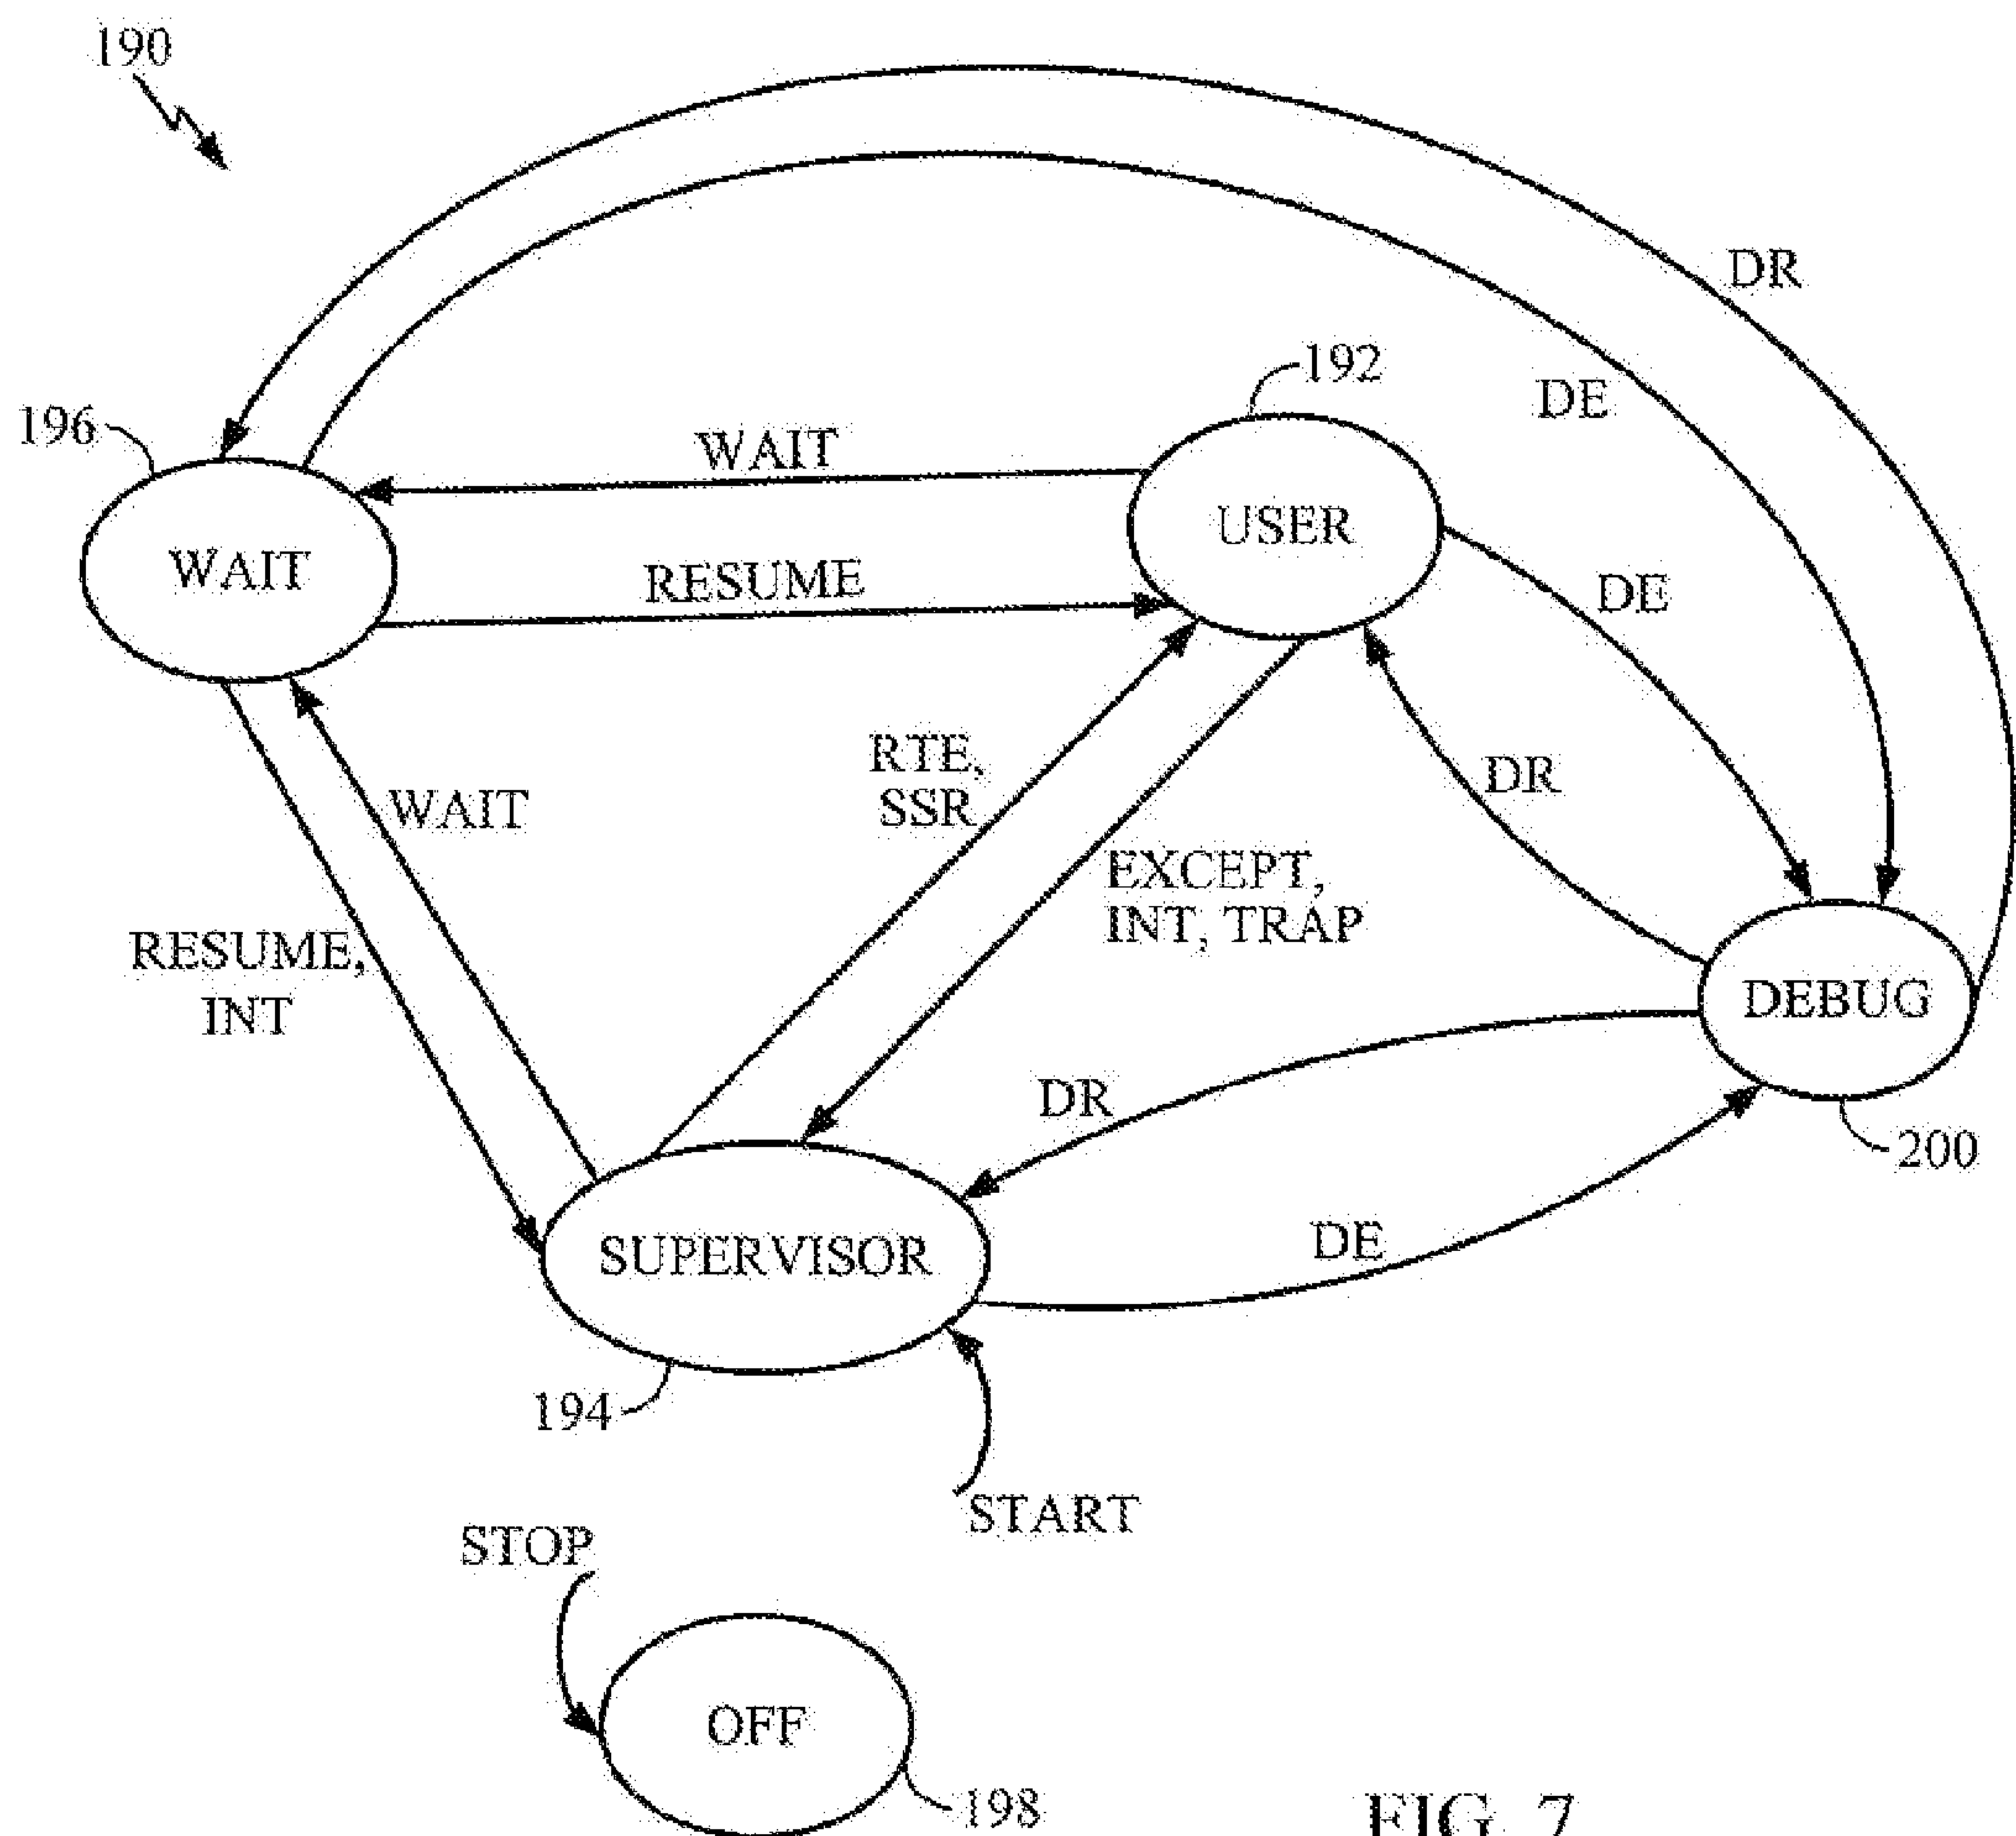 190
DR
192
DE
196
WAIT
USER
WAIT
RESUME
DE
RTE,
SSR
DR
WAIT
EXCEPT,
INT, TRAP
RESUME,
INT
DEBUG
DR
200
SUPERVISOR
DE
194
START
STOP
OFF
198
FIG. 7